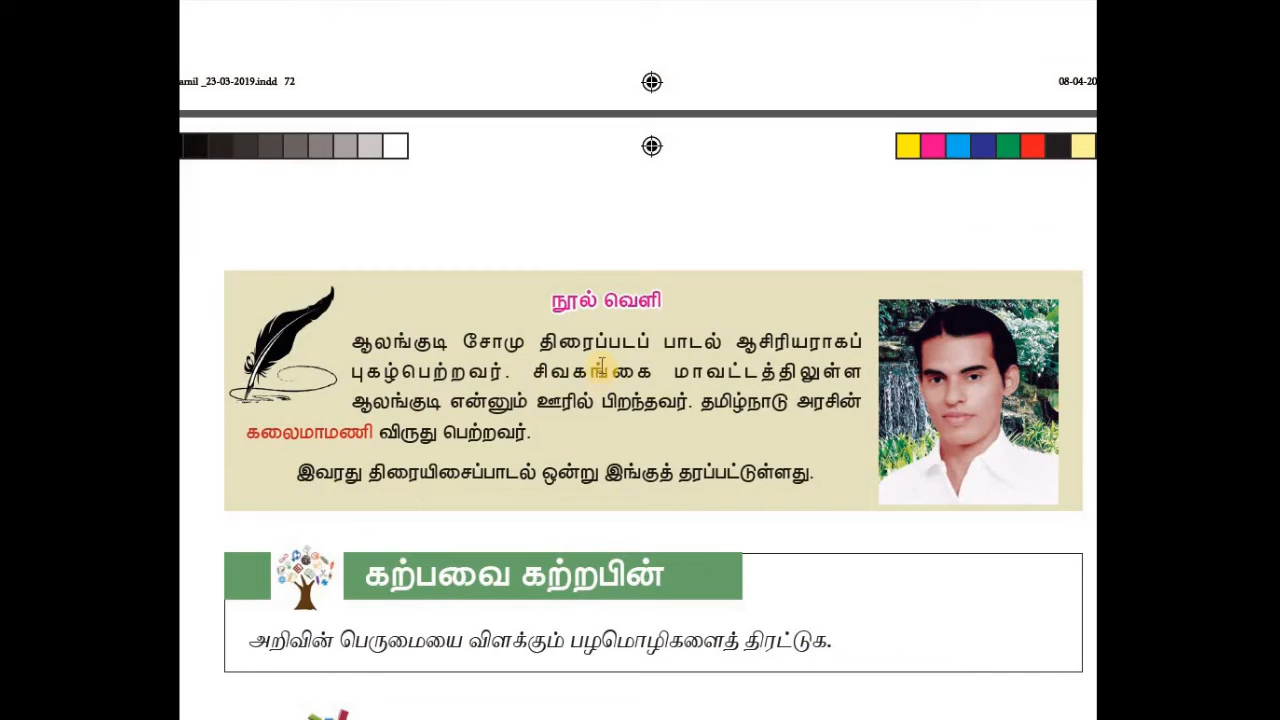 amil _23-03-2019.indd 72
08-04-20
நூல் வெளி
ஆலங்குடி சோமு திரைப்படப் பாடல் ஆசிரியராகப்
புகழ்பெற்றவர். சிவகங்கை மாவட்டத்திலுள்ள
ஆலங்குடி என்னும் ஊரில் பிறந்தவர். தமிழ்நாடு அரசின்
கலைமாமணி விருது பெற்றவர்.
இவரது திரையிசைப்பாடல் ஒன்று இங்குத் தரப்பட்டுள்ளது.
கற்பவை கற்றபின்
அறிவின் பெருமையை விளக்கும் பழமொழிகளைத் திரட்டுக.